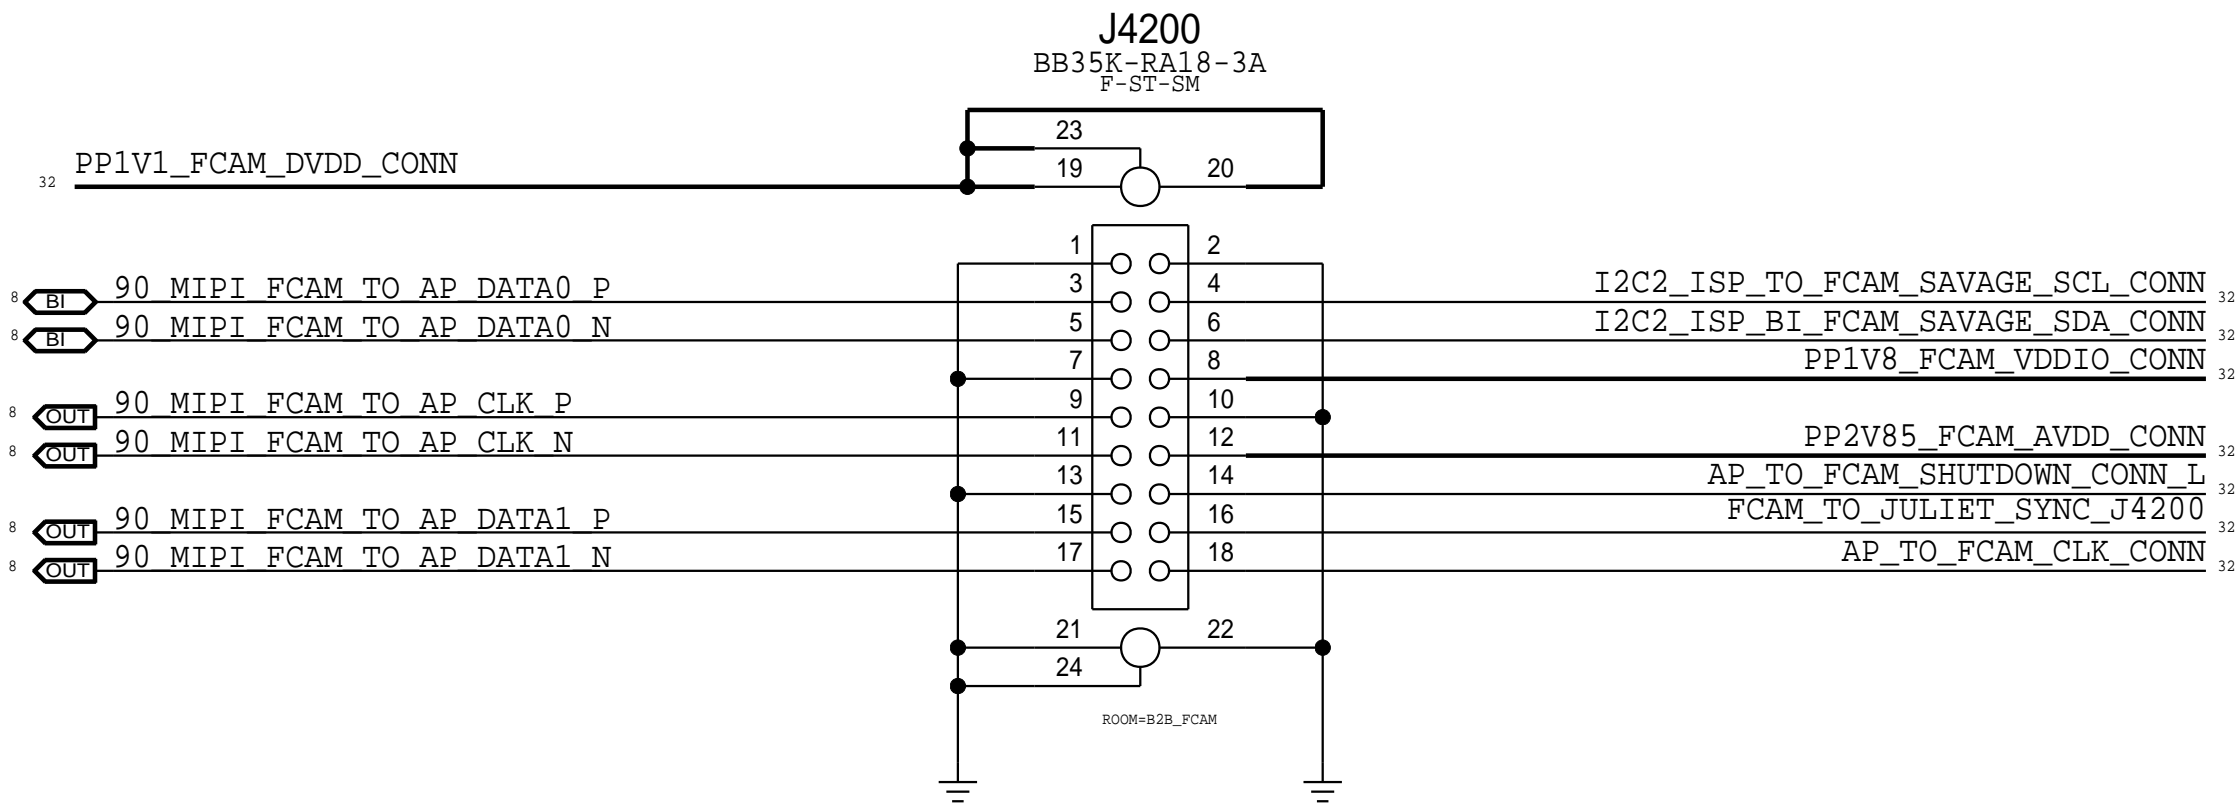 J4200
BB35K-RA18-3A
F-ST-SM
23
PP1V1_FCAM_DVDD_CONN
32
19 20
1 2
90_MIPI_FCAM_TO_AP_DATA0_P
I2C2_ISP_TO_FCAM_SAVAGE_SCL_CONN
8 BI 3 4 32
90_MIPI_FCAM_TO_AP_DATA0_N
I2C2_ISP_BI_FCAM_SAVAGE_SDA_CONN
8 BI 5 6 32
PP1V8_FCAM_VDDIO_CONN
7 8 32
90_MIPI_FCAM_TO_AP_CLK_P
8 OUT 9 10
90_MIPI_FCAM_TO_AP_CLK_N
PP2V85_FCAM_AVDD_CONN
8 OUT 11 12 32
AP_TO_FCAM_SHUTDOWN_CONN_L
13 14 32
90_MIPI_FCAM_TO_AP_DATA1_P
FCAM_TO_JULIET_SYNC_J4200
8 OUT 15 16 32
90_MIPI_FCAM_TO_AP_DATA1_N
AP_TO_FCAM_CLK_CONN
8 OUT 17 18 32
21 22
24
ROOM=B2B_FCAM